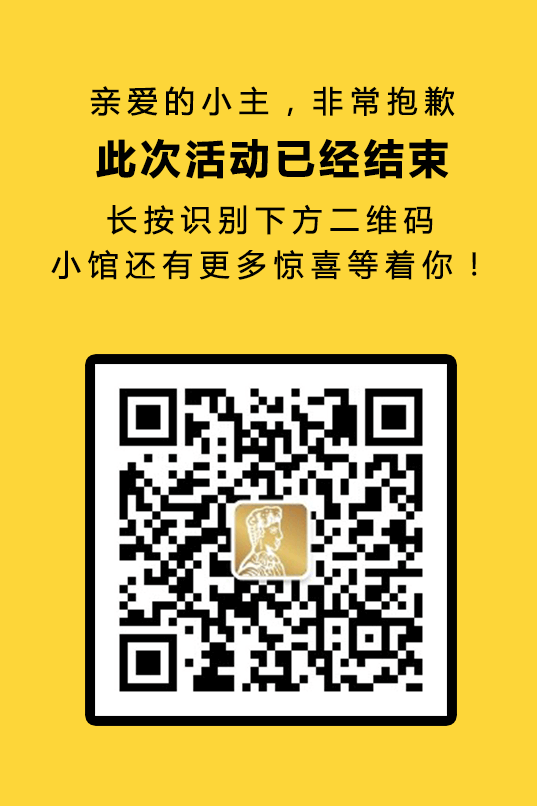 亲爱的小主，非常抱歉
此次活动已经结束
长按识别下方二维码
小馆还有更多惊喜等着你！